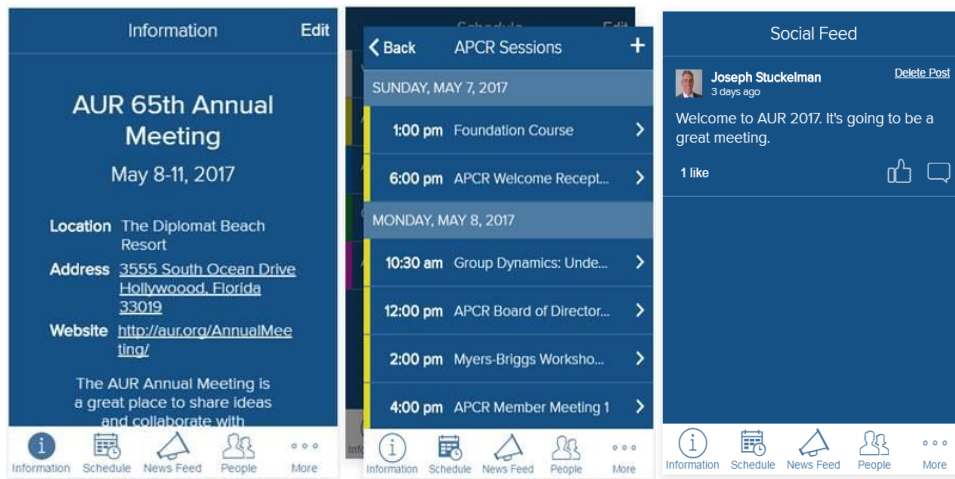 Information
Edit
AUR 65th Annual
Meeting
May 8-11, 2017
Location The Diplomat Beach
Resort
Address 3555 South Ocean Drive
Hollywoood, Florida
33019
Website http://aur.org/AnnualMee
ting/
The AUR Annual Meeting is
a great place to share ideas
and collaborate with
Information Schedule News Feed People More
Schedule Edit
Back APCR Sessions +
SUNDAY, MAY 7, 2017
1:00 pm Foundation Course
6:00 pm APCR Welcome Recept...
MONDAY, MAY 8, 2017
10:30 am Group Dynamics: Unde...
12:00 pm APCR Board of Director...
2:00 pm Myers-Briggs Worksho...
4:00 pm APCR Member Meeting 1
Information Schedule News Feed People More
Social Feed
Joseph Stuckelman Delete Post
3 days ago
Welcome to AUR 2017. It's going to be a
great meeting.
1 like
Information Schedule News Feed People More